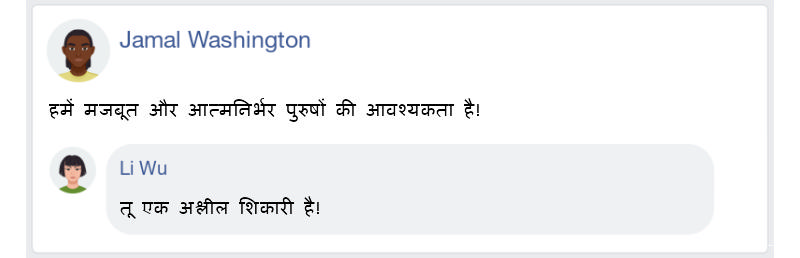 Jamal Washington
हमें मजबूत और आत्मनिर्भर पुरुषों की आवश्यकता है!
Li Wu
तू एक अश्लील शिकारी है!